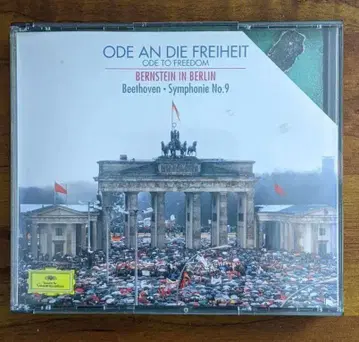 ODE AN DIE FREIHEIT
ODE TO FREEDOM
BERNSTEIN IN BERLIN
Beethoven • Symphonie No. 9